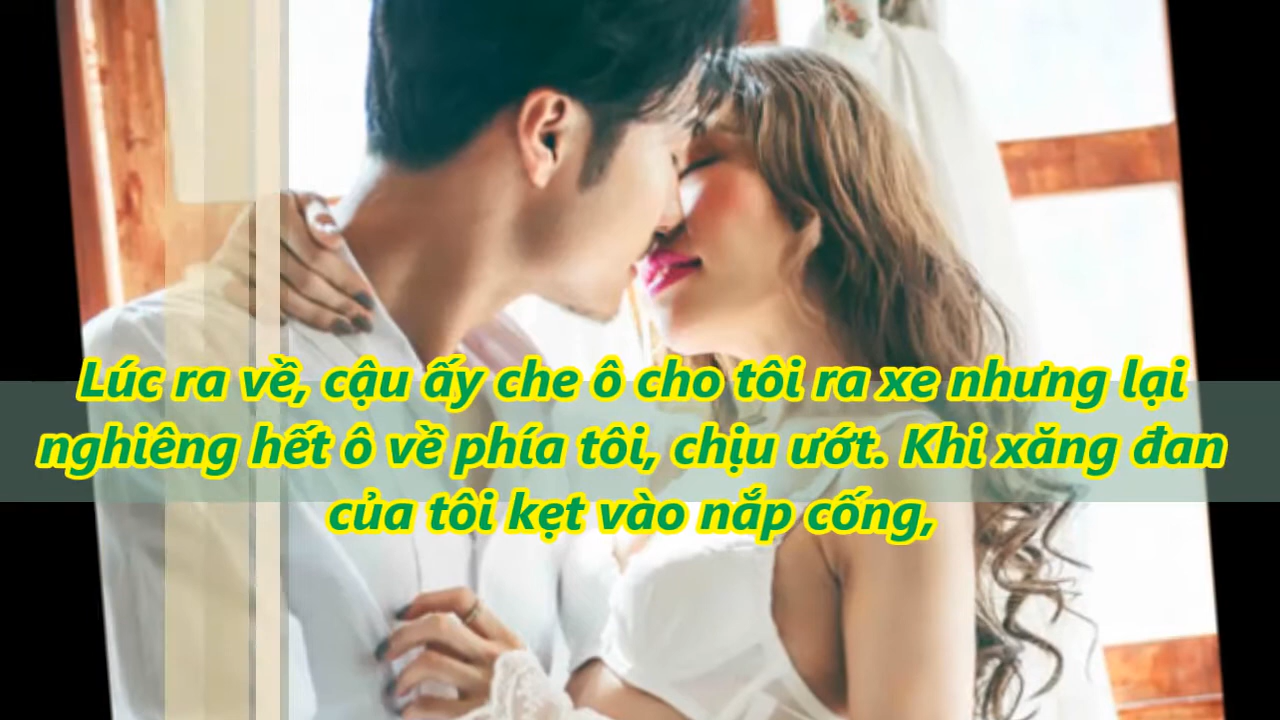 Lúc ra về, cậu ấy che ô cho tôi ra xe nhưng lại
nghiêng hết ô về phía tôi, chịu ướt. Khi xăng đan
của tôi kẹt vào nắp cống,